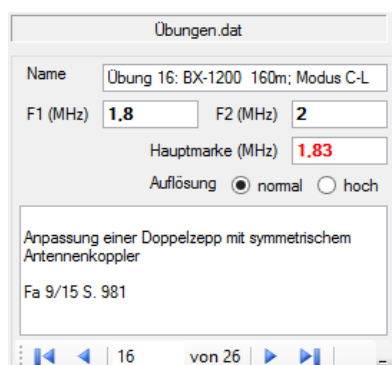 Übungen.dat
Name Übung 16: BX-1200 160m; Modus C-L
F1 (MHz) 1,8 F2 (MHz) 2
Hauptmarke (MHz) 1,83
Auflösung normal hoch
Anpassung einer Doppelzepp mit symmetrischem
Antennenkoppler
Fa 9/15 S. 981
16 von 26